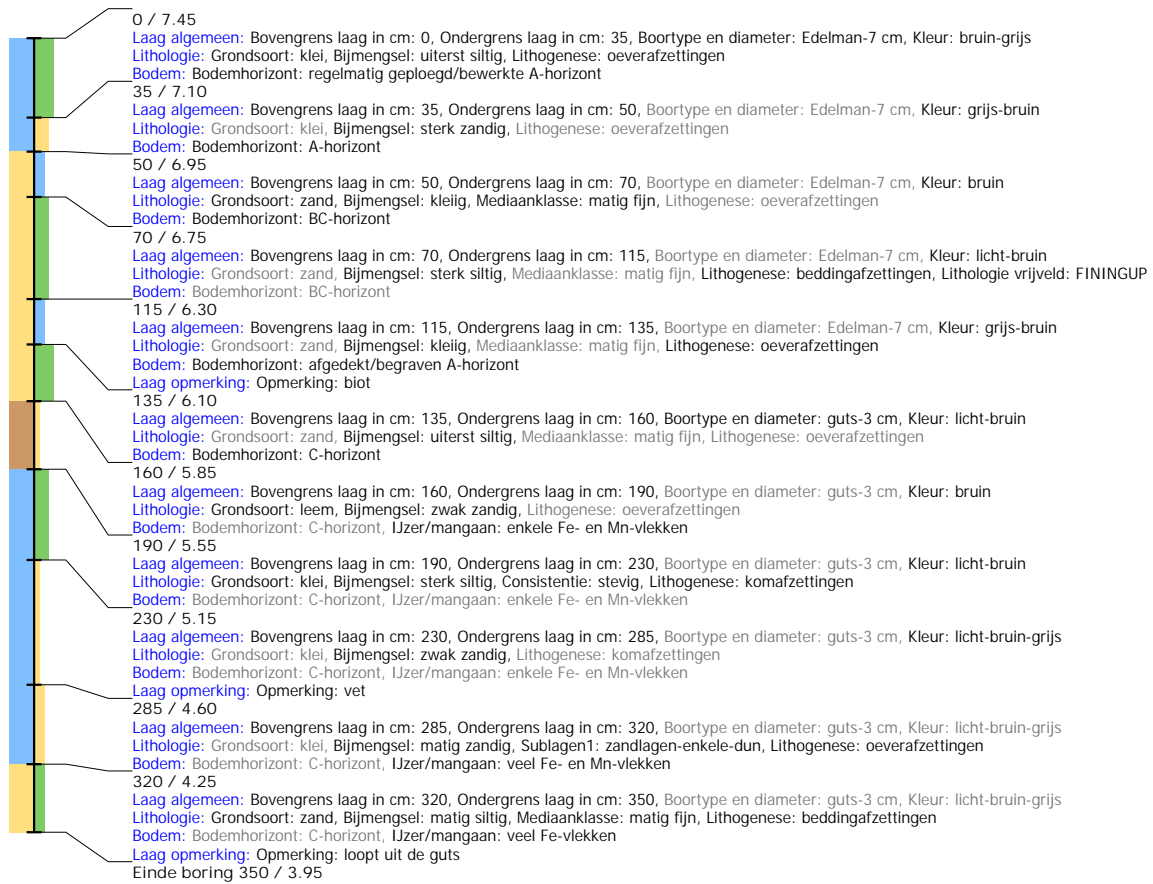 0 / 7.45
Laag algemeen: Bovengrens laag in cm: 0, Ondergrens laag in cm: 35, Boortype en diameter: Edelman-7 cm, Kleur: bruin-grijs
Lithologie: Grondsoort: klei, Bijmengsel: uiterst siltig, Lithogenese: oeverafzettingen
Bodem: Bodemhorizont: regelmatig geploegd/bewerkte A-horizont
35 / 7.10
Laag algemeen: Bovengrens laag in cm: 35, Ondergrens laag in cm: 50, Boortype en diameter: Edelman-7 cm, Kleur: grijs-bruin
Lithologie: Grondsoort: klei, Bijmengsel: sterk zandig, Lithogenese: oeverafzettingen
Bodem: Bodemhorizont: A-horizont
50 / 6.95
Laag algemeen: Bovengrens laag in cm: 50, Ondergrens laag in cm: 70, Boortype en diameter: Edelman-7 cm, Kleur: bruin
Lithologie: Grondsoort: zand, Bijmengsel: kleiig, Mediaanklasse: matig fijn, Lithogenese: oeverafzettingen
Bodem: Bodemhorizont: BC-horizont
70 / 6.75
Laag algemeen: Bovengrens laag in cm: 70, Ondergrens laag in cm: 115, Boortype en diameter: Edelman-7 cm, Kleur: licht-bruin
Lithologie: Grondsoort: zand, Bijmengsel: sterk siltig, Mediaanklasse: matig fijn, Lithogenese: beddingafzettingen, Lithologie vrijveld: FININGUP
Bodem: Bodemhorizont: BC-horizont
115 / 6.30
Laag algemeen: Bovengrens laag in cm: 115, Ondergrens laag in cm: 135, Boortype en diameter: Edelman-7 cm, Kleur: grijs-bruin
Lithologie: Grondsoort: zand, Bijmengsel: kleiig, Mediaanklasse: matig fijn, Lithogenese: oeverafzettingen
Bodem: Bodemhorizont: afgedekt/begraven A-horizont
Laag opmerking: Opmerking: biot
135 / 6.10
Laag algemeen: Bovengrens laag in cm: 135, Ondergrens laag in cm: 160, Boortype en diameter: guts-3 cm, Kleur: licht-bruin
Lithologie: Grondsoort: zand, Bijmengsel: uiterst siltig, Mediaanklasse: matig fijn, Lithogenese: oeverafzettingen
Bodem: Bodemhorizont: C-horizont
160 / 5.85
Laag algemeen: Bovengrens laag in cm: 160, Ondergrens laag in cm: 190, Boortype en diameter: guts-3 cm, Kleur: bruin
Lithologie: Grondsoort: leem, Bijmengsel: zwak zandig, Lithogenese: oeverafzettingen
Bodem: Bodemhorizont: C-horizont, IJzer/mangaan: enkele Fe- en Mn-vlekken
190 / 5.55
Laag algemeen: Bovengrens laag in cm: 190, Ondergrens laag in cm: 230, Boortype en diameter: guts-3 cm, Kleur: licht-bruin
Lithologie: Grondsoort: klei, Bijmengsel: sterk siltig, Consistentie: stevig, Lithogenese: komafzettingen
Bodem: Bodemhorizont: C-horizont, IJzer/mangaan: enkele Fe- en Mn-vlekken
230 / 5.15
Laag algemeen: Bovengrens laag in cm: 230, Ondergrens laag in cm: 285, Boortype en diameter: guts-3 cm, Kleur: licht-bruin-grijs
Lithologie: Grondsoort: klei, Bijmengsel: zwak zandig, Lithogenese: komafzettingen
Bodem: Bodemhorizont: C-horizont, IJzer/mangaan: enkele Fe- en Mn-vlekken
Laag opmerking: Opmerking: vet
285 / 4.60
Laag algemeen: Bovengrens laag in cm: 285, Ondergrens laag in cm: 320, Boortype en diameter: guts-3 cm, Kleur: licht-bruin-grijs
Lithologie: Grondsoort: klei, Bijmengsel: matig zandig, Sublagen1: zandlagen-enkele-dun, Lithogenese: oeverafzettingen
Bodem: Bodemhorizont: C-horizont, IJzer/mangaan: veel Fe- en Mn-vlekken
320 / 4.25
Laag algemeen: Bovengrens laag in cm: 320, Ondergrens laag in cm: 350, Boortype en diameter: guts-3 cm, Kleur: licht-bruin-grijs
Lithologie: Grondsoort: zand, Bijmengsel: matig siltig, Mediaanklasse: matig fijn, Lithogenese: beddingafzettingen
Bodem: Bodemhorizont: C-horizont, IJzer/mangaan: veel Fe-vlekken
Laag opmerking: Opmerking: loopt uit de guts
Einde boring 350 / 3.95